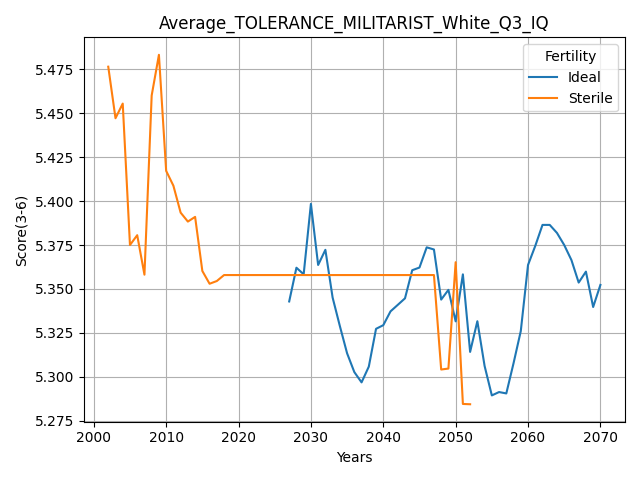 Average_TOLERANCE_MILITARIST_White_Q3_IQ
Fertility
Ideal
Sterile
Score(3-6)
5.475
5.450
5.425
5.400
5.375
5.350
5.325
5.300
5.275
2000 2010 2020 2030 2040 2050 2060 2070
Years